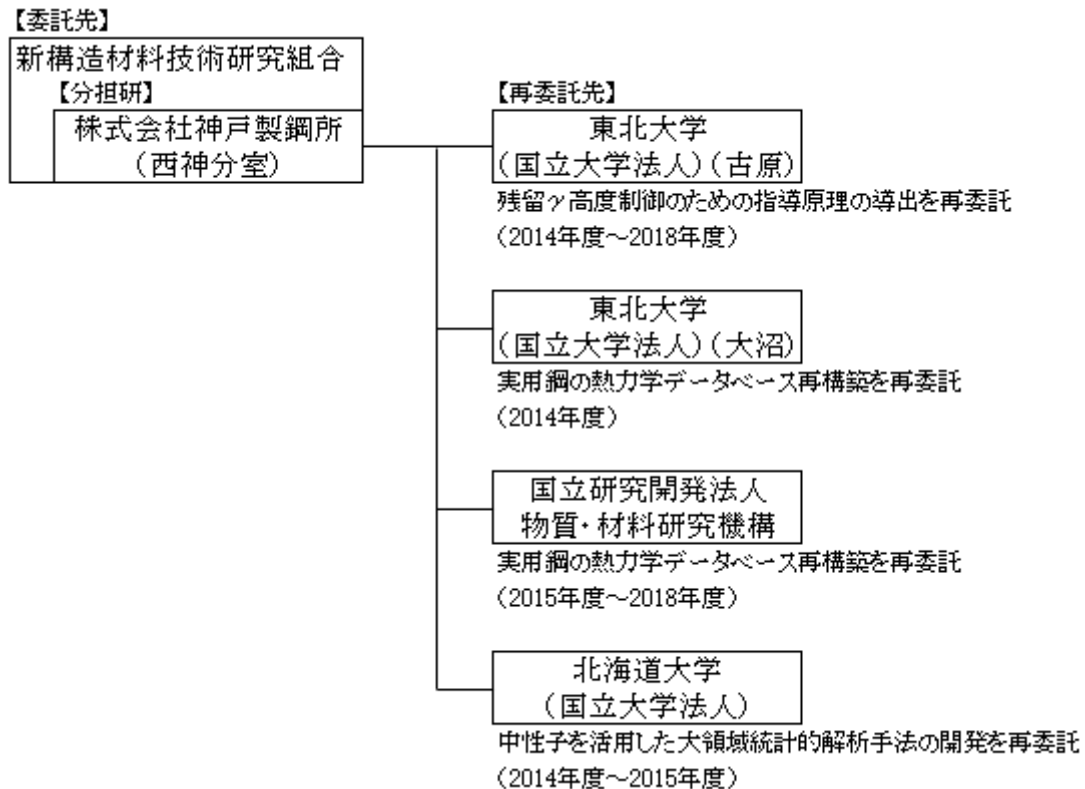 【委託先】
新構造材料技術研究組合
【分担研】
株式会社神戸製鋼所
(西神分室)
【再委託先】
東北大学
(国立大学法人)(古原)
残留γ高度制御のための指導原理の導出を再委託
(2014年度～2018年度)
東北大学
(国立大学法人)(大沼)
実用鋼の熱力学データベース再構築を再委託
(2014年度)
国立研究開発法人
物質・材料研究機構
実用鋼の熱力学データベース再構築を再委託
(2015年度～2018年度)
北海道大学
(国立大学法人)
中性子を活用した大領域統計的解析手法の開発を再委託
(2014年度～2015年度)